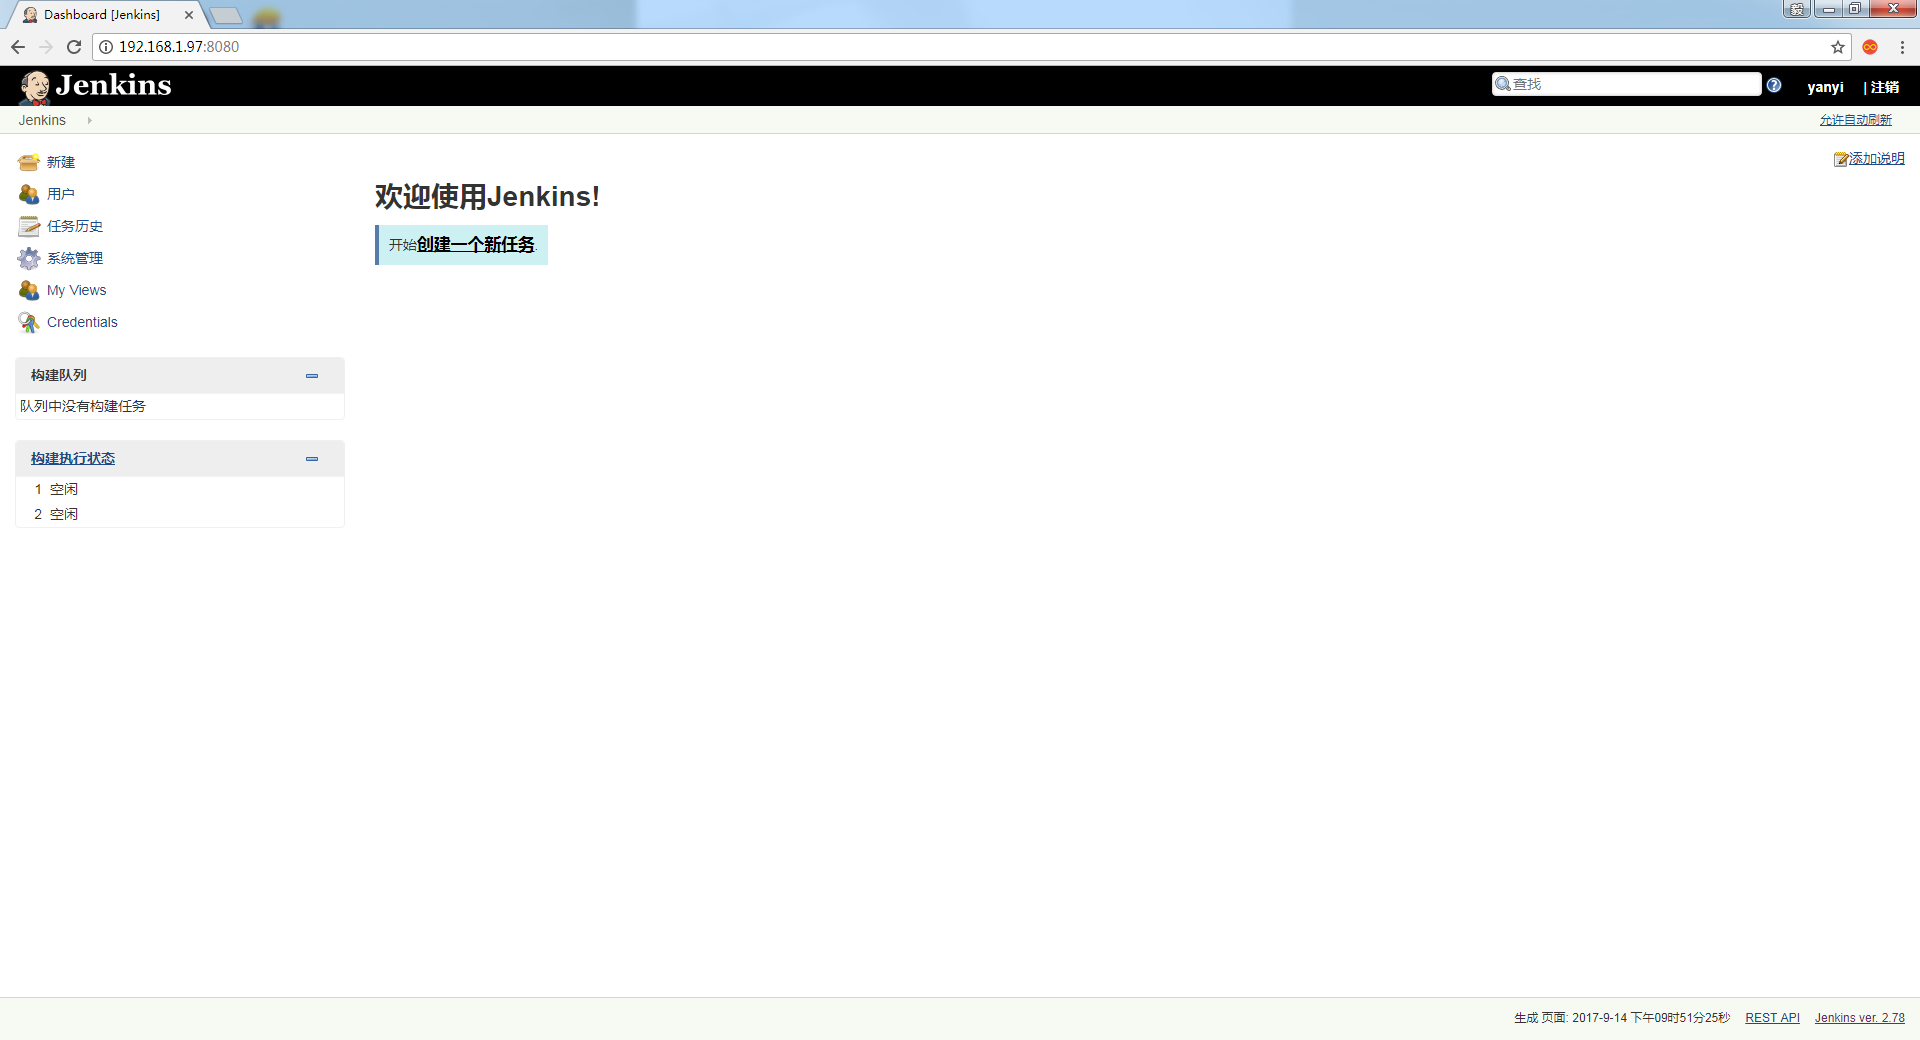 Dashboard [Jenkins]
毅
192.168.1.97:8080
Jenkins
查找
yanyi
| 注销
Jenkins
允许自动刷新
新建
用户
任务历史
系统管理
My Views
Credentials
构建队列
队列中没有构建任务
构建执行状态
1 空闲
2 空闲
添加说明
欢迎使用Jenkins!
开始创建一个新任务.
生成 页面: 2017-9-14 下午09时51分25秒 REST API Jenkins ver. 2.78